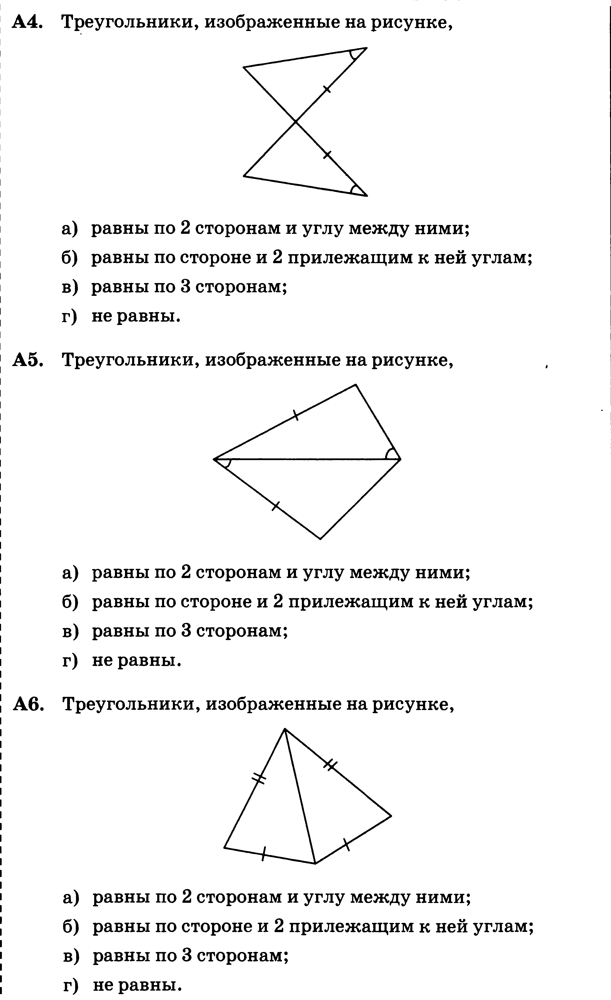 А4. Треугольники, изображенные на рисунке,
а) равны по 2 сторонам и углу между ними;
б) равны по стороне и 2 прилежащим к ней углам;
в) равны по 3 сторонам;
г) не равны.
А5. Треугольники, изображенные на рисунке,
а) равны по 2 сторонам и углу между ними;
б) равны по стороне и 2 прилежащим к ней углам;
в) равны по 3 сторонам;
г) не равны.
А6. Треугольники, изображенные на рисунке,
а) равны по 2 сторонам и углу между ними;
б) равны по стороне и 2 прилежащим к ней углам;
в) равны по 3 сторонам;
г) не равны.